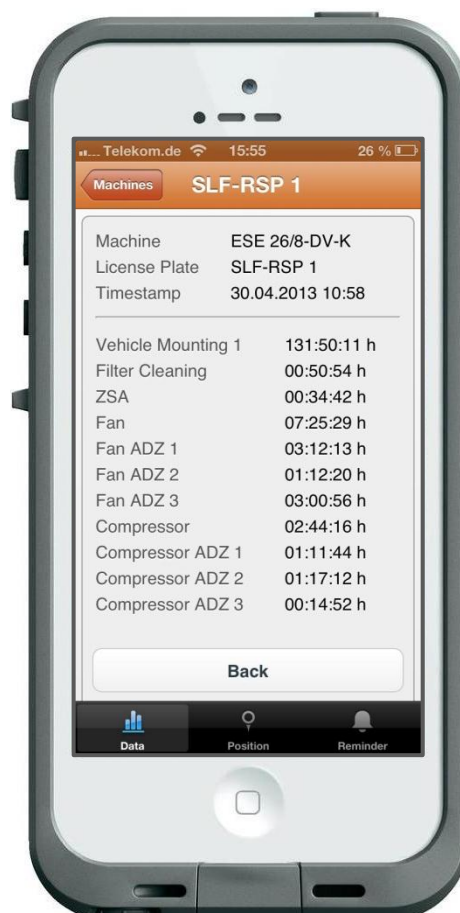 Telekom.de 15:55 26 %
Machines SLF-RSP 1
Machine ESE 26/8-DV-K
License Plate SLF-RSP 1
Timestamp 30.04.2013 10:58
Vehicle Mounting 1 131:50:11 h
Filter Cleaning 00:50:54 h
ZSA 00:34:42 h
Fan 07:25:29 h
Fan ADZ 1 03:12:13 h
Fan ADZ 2 01:12:20 h
Fan ADZ 3 03:00:56 h
Compressor 02:44:16 h
Compressor ADZ 1 01:11:44 h
Compressor ADZ 2 01:17:12 h
Compressor ADZ 3 00:14:52 h
Back
Data Position Reminder